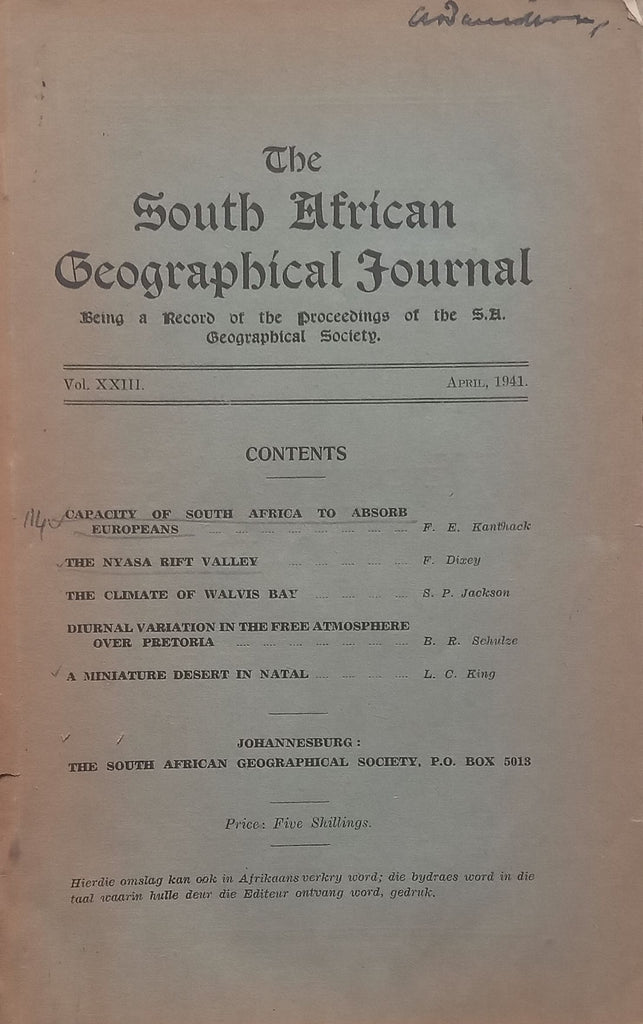 The
South African
Geographical Journal
Being a Record of the Proceedings of the S.A.
Geographical Society.
Vol. XXIII. April, 1941.
CONTENTS
CAPACITY OF SOUTH AFRICA TO ABSORB
EUROPEANS .... .... .... .... .... .... .... F. E. Kanthack
THE NYASA RIFT VALLEY .... .... .... .... F. Dixey
THE CLIMATE OF WALVIS BAY .... .... .... .... S. P. Jackson
DIURNAL VARIATION IN THE FREE ATMOSPHERE
OVER PRETORIA .... .... .... .... .... .... .... B. R. Schulze
A MINIATURE DESERT IN NATAL .... .... .... .... L. C. King
JOHANNESBURG:
THE SOUTH AFRICAN GEOGRAPHICAL SOCIETY, P.O. BOX 5013
Price: Five Shillings.
Hierdie omslag kan ook in Afrikaans verkry word; die bydraes word in die
taal waarin hulle deur die Editeur ontvang word, gedruk.